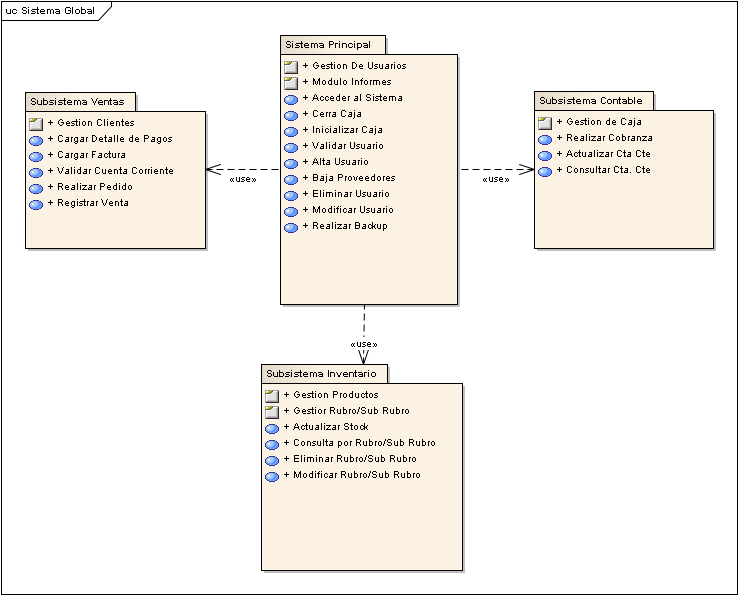 uc Sistema Global
Sistema Principal
+ Gestion De Usuarios
+ Modulo Informes
+ Acceder al Sistema
+ Cerra Caja
+ Inicializar Caja
+ Validar Usuario
+ Alta Usuario
+ Baja Proveedores
+ Eliminar Usuario
+ Modificar Usuario
+ Realizar Backup
Subsistema Ventas
+ Gestion Clientes
+ Cargar Detalle de Pagos
+ Cargar Factura
+ Validar Cuenta Corriente
+ Realizar Pedido
+ Registrar Venta
«use»
«use»
Subsistema Contable
+ Gestion de Caja
+ Realizar Cobranza
+ Actualizar Cta Cte
+ Consultar Cta. Cte
«use»
Subsistema Inventario
+ Gestion Productos
+ Gestior Rubro/Sub Rubro
+ Actualizar Stock
+ Consulta por Rubro/Sub Rubro
+ Eliminar Rubro/Sub Rubro
+ Modificar Rubro/Sub Rubro